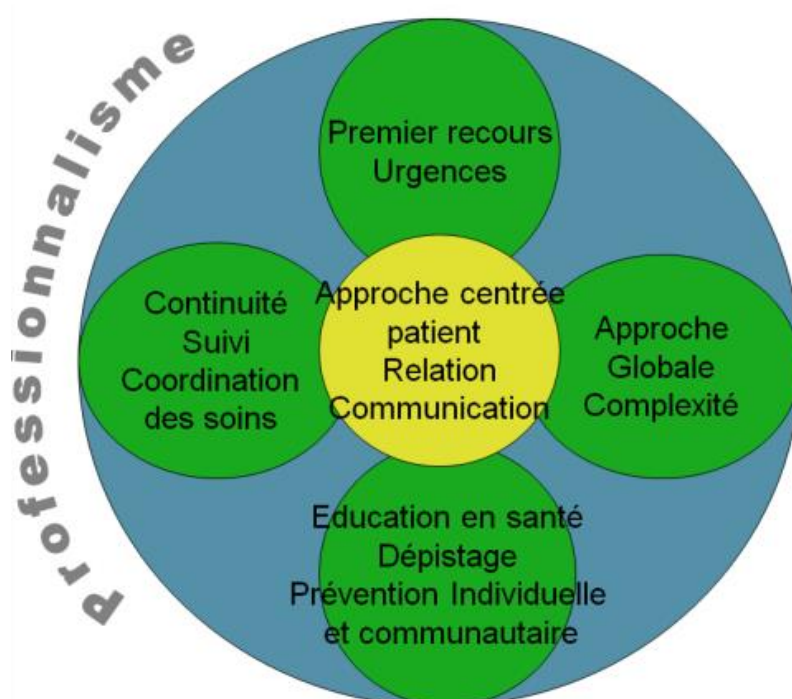 Professionnalisme
Premier recours
Urgences
Continuité
Suivi
Coordination
des soins
Approche centrée
patient
Relation
Communication
Approche
Globale
Complexité
Education en santé
Dépistage
Prévention Individuelle
et communautaire